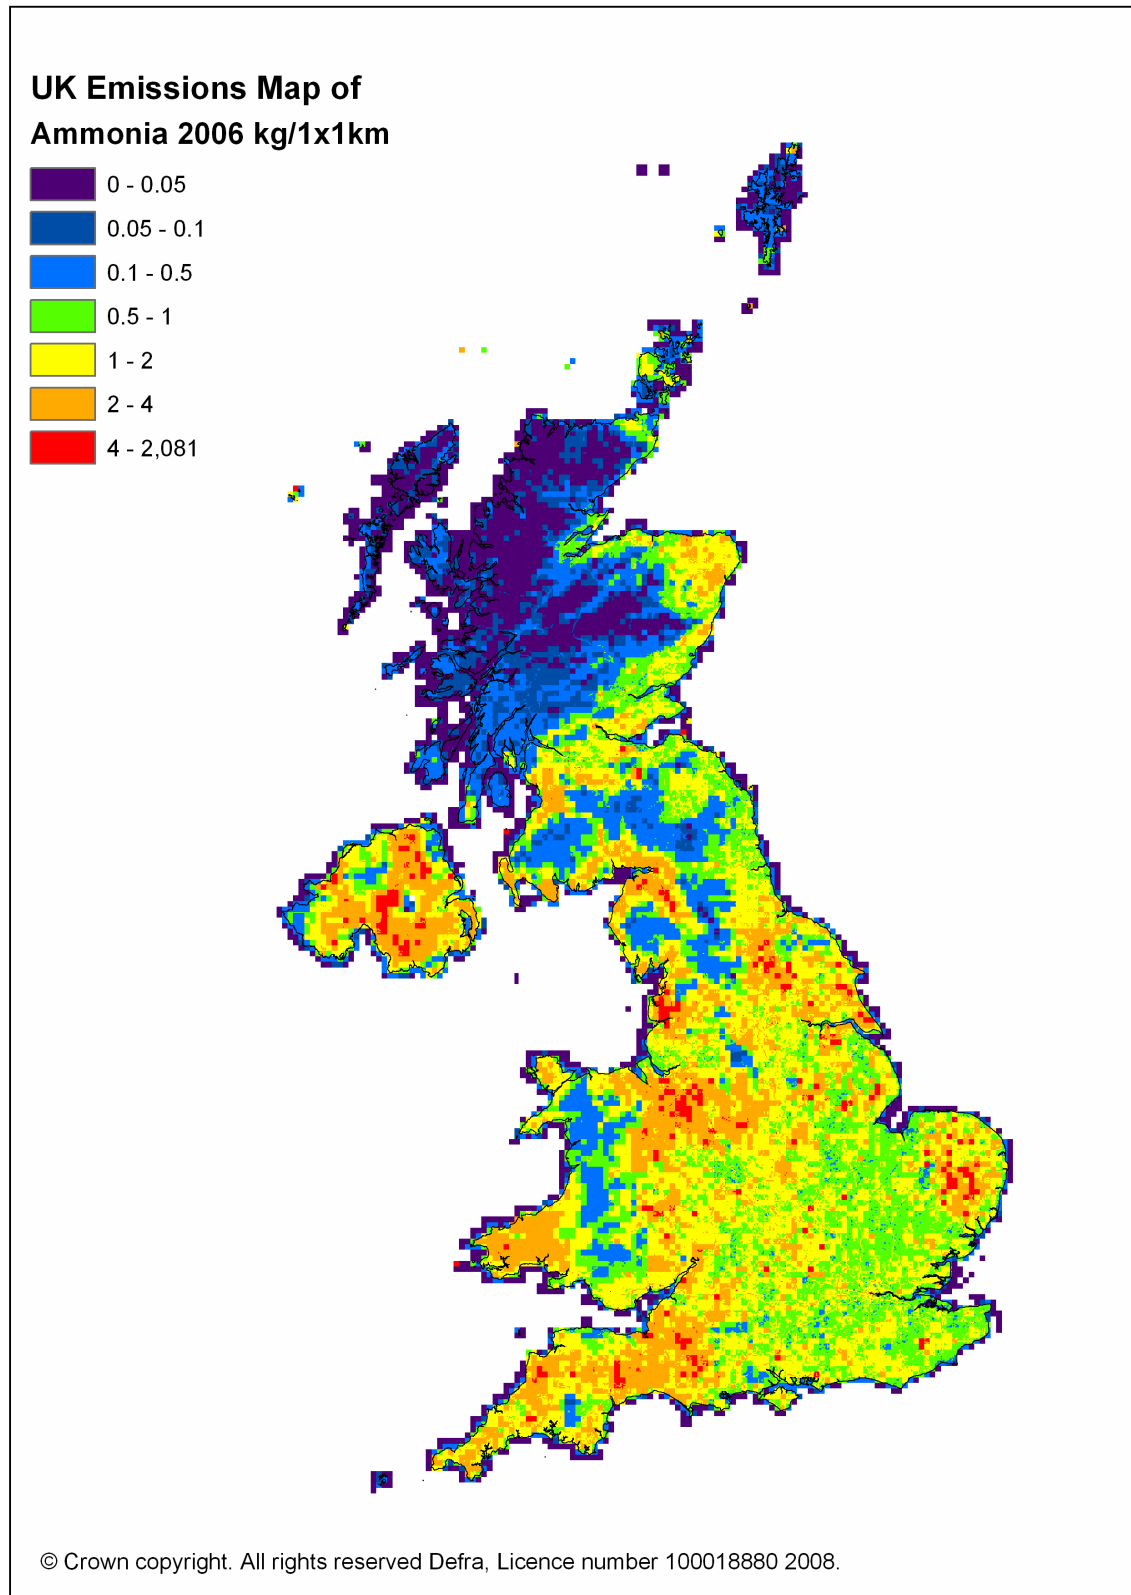 UK Emissions Map of
Ammonia 2006 kg/1x1km
0 - 0.05
0.05 - 0.1
0.1 - 0.5
0.5 - 1
1 - 2
2 - 4
4 - 2,081
© Crown copyright. All rights reserved Defra, Licence number 100018880 2008.